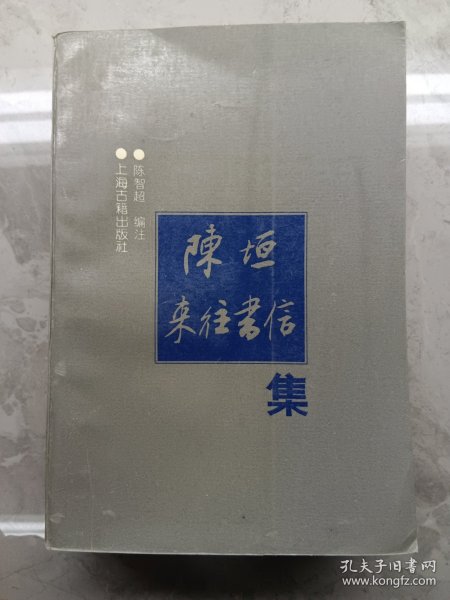 陈智超 编注
上海古籍出版社
陳垣
来往書信
集
孔夫子旧书网
www.kongfz.com